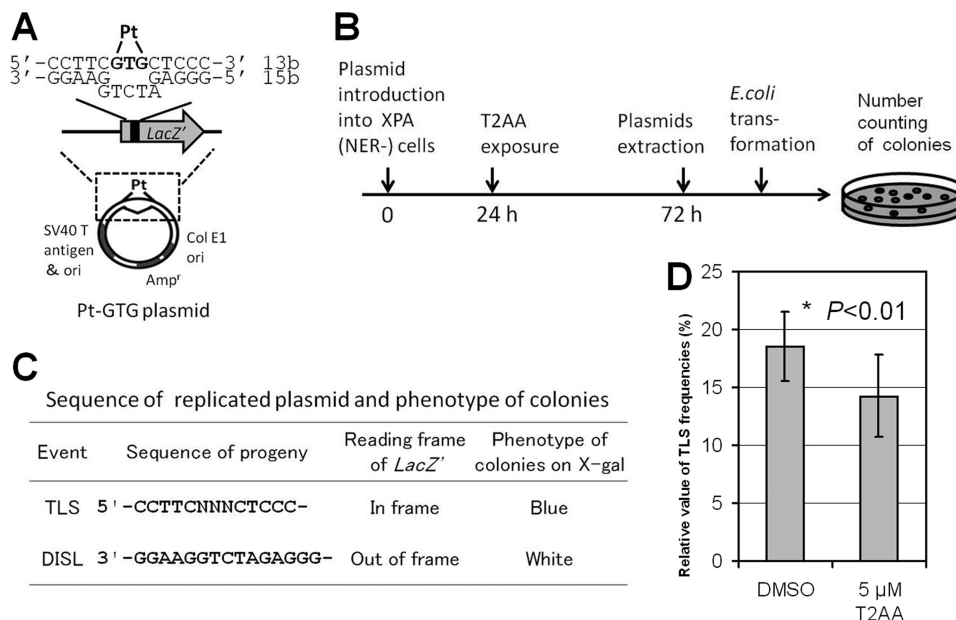 A
Pt
5′-CCTTCGTGCTCCC-3′ 13b
3′-GGAAG GAGGG-5′ 15b
GTCTA
LacZ'
Pt
SV40 T
antigen
& ori
Col E1
ori
Ampr
Pt-GTG plasmid
B
Plasmid
introduction
into XPA
(NER-) cells
T2AA
exposure
Plasmids
extraction
E.coli
trans-
formation
Number
counting
of colonies
0
24 h
72 h
C
Sequence of replicated plasmid and phenotype of colonies
Event
Sequence of progeny
Reading frame
of LacZ'
Phenotype of
colonies on X-gal
TLS 5'-CCTTCNNNCTCCC- In frame Blue
DISL 3'-GGAAGGTCTAGAGGG- Out of frame White
D
Relative value of TLS frequencies (%)
25
20
15
10
5
0
* P<0.01
DMSO
5 µM
T2AA